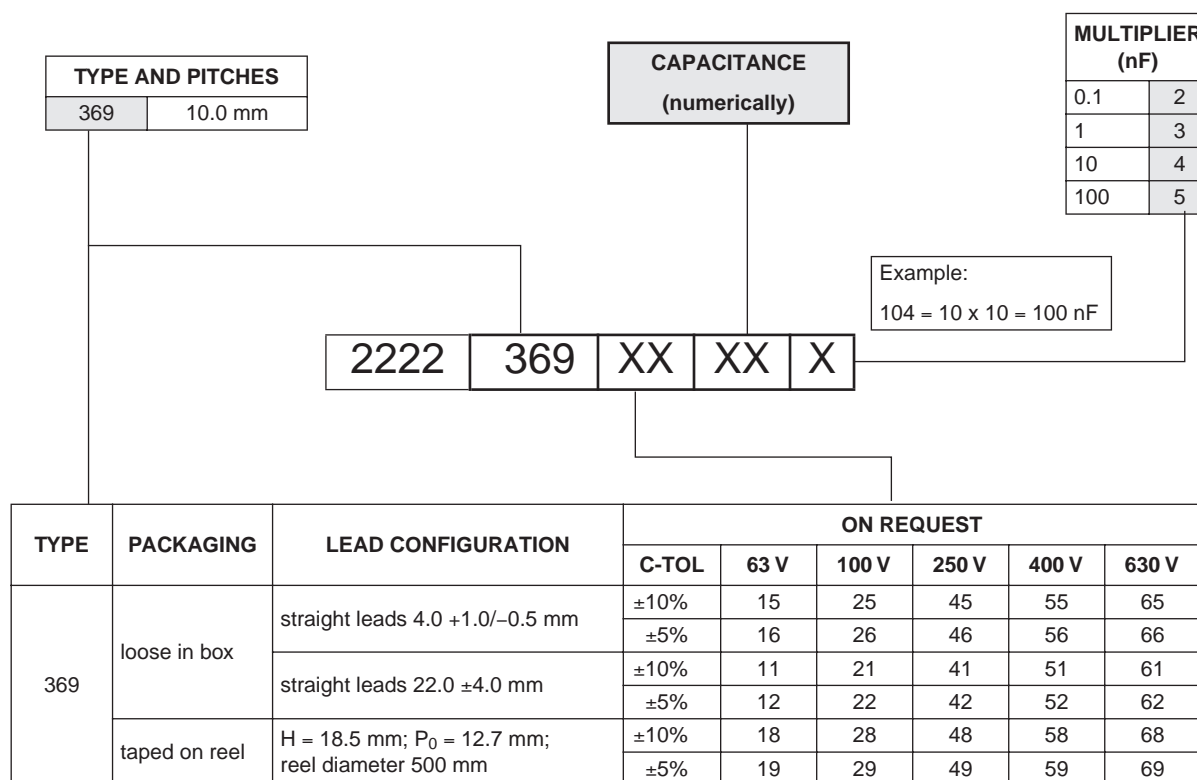 TYPE AND PITCHES
369 10.0 mm
CAPACITANCE
(numerically)
MULTIPLIER
(nF)
0.1 2
1 3
10 4
100 5
Example:
104 = 10 x 10 = 100 nF
2222 369 XX XX X
TYPE PACKAGING LEAD CONFIGURATION ON REQUEST
C-TOL 63 V 100 V 250 V 400 V 630 V
369 loose in box straight leads 4.0 +1.0/−0.5 mm ±10% 15 25 45 55 65
±5% 16 26 46 56 66
straight leads 22.0 ±4.0 mm ±10% 11 21 41 51 61
±5% 12 22 42 52 62
taped on reel H = 18.5 mm; P0 = 12.7 mm;
reel diameter 500 mm ±10% 18 28 48 58 68
±5% 19 29 49 59 69